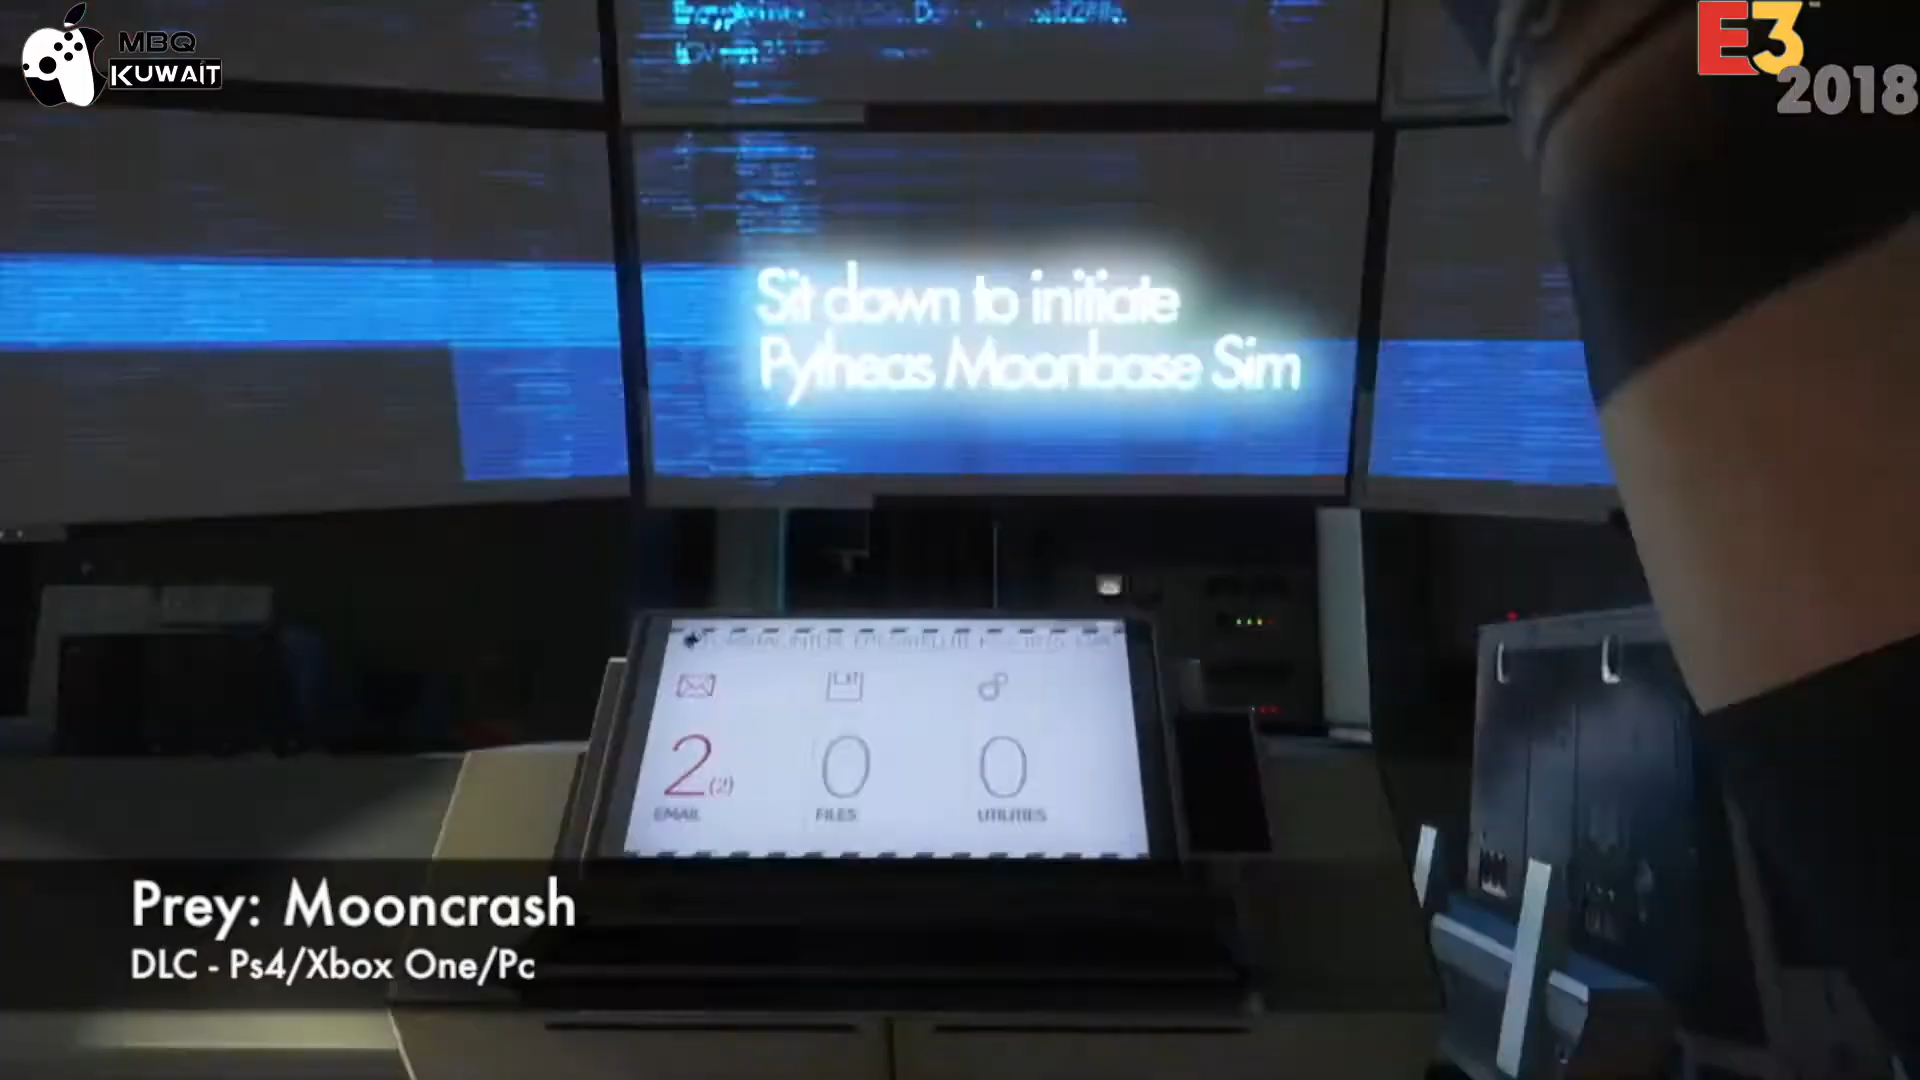 MBQ
KUWAIT
E3
2018
Sit down to initiate
Pytheas Moonbase Sim
2 (2)
0
0
EMAIL
FILES
UTILITIES
Prey: Mooncrash
DLC - Ps4/Xbox One/Pc